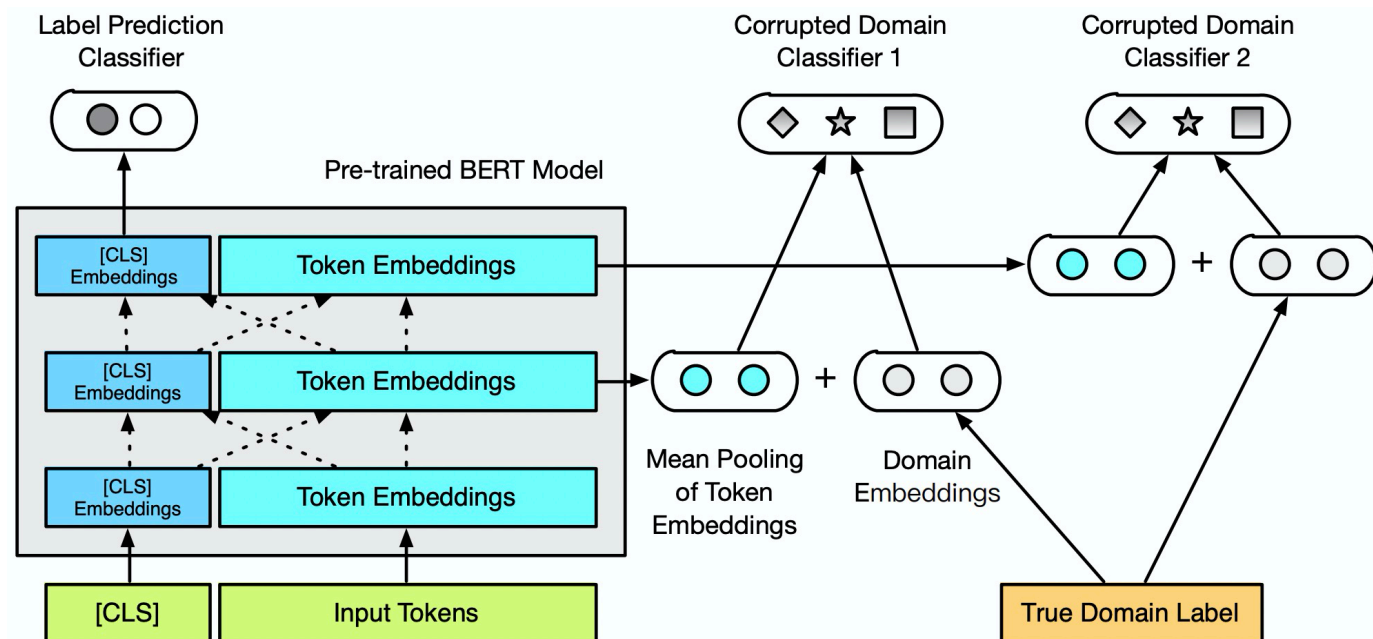 Label Prediction
Classifier
Corrupted Domain
Classifier 1
Corrupted Domain
Classifier 2
Pre-trained BERT Model
[CLS]
Embeddings
Token Embeddings
+
[CLS]
Embeddings
Token Embeddings
+
Mean Pooling
of Token
Embeddings
Domain
Embeddings
[CLS]
Embeddings
Token Embeddings
[CLS]
Input Tokens
True Domain Label